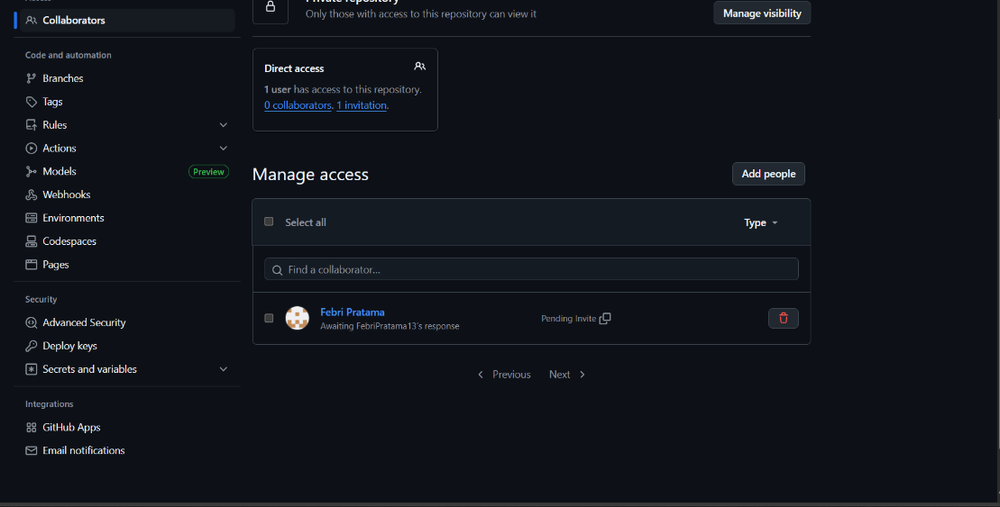 Access
Collaborators
Code and automation
Branches
Tags
Rules
Actions
Models Preview
Webhooks
Environments
Codespaces
Pages
Security
Advanced Security
Deploy keys
Secrets and variables
Integrations
GitHub Apps
Email notifications
Private repository
Only those with access to this repository can view it
Manage visibility
Direct access
1 user has access to this repository.
0 collaborators. 1 invitation.
Manage access
Add people
Select all
Type
Find a collaborator...
Febri Pratama
Awaiting FebriPratama13's response
Pending Invite
Previous Next